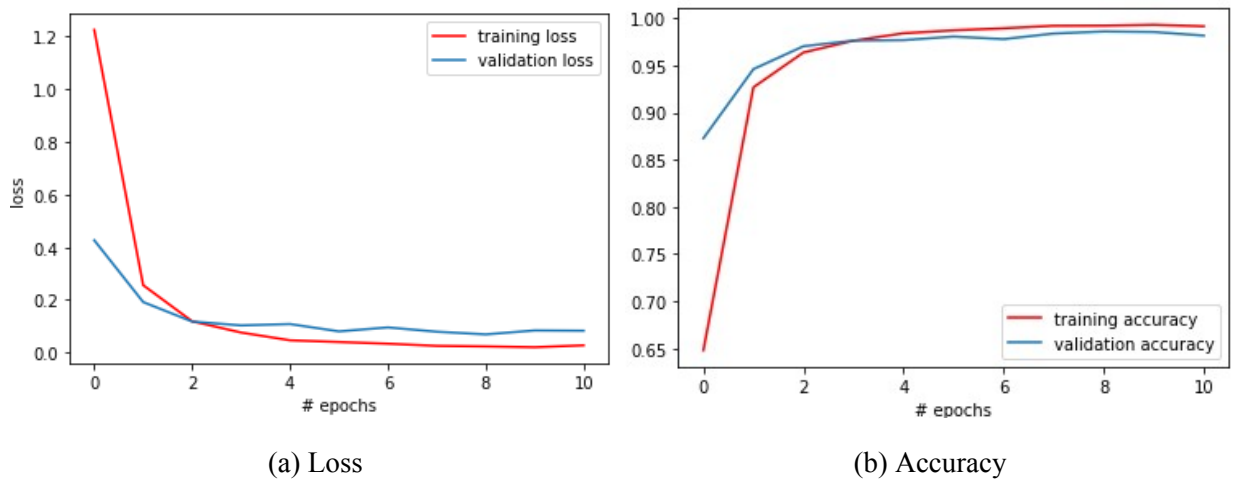 1.2
1.0
0.8
0.6
0.4
0.2
0.0
loss
training loss
validation loss
0 2 4 6 8 10
# epochs
(a) Loss
1.00
0.95
0.90
0.85
0.80
0.75
0.70
0.65
training accuracy
validation accuracy
0 2 4 6 8 10
# epochs
(b) Accuracy